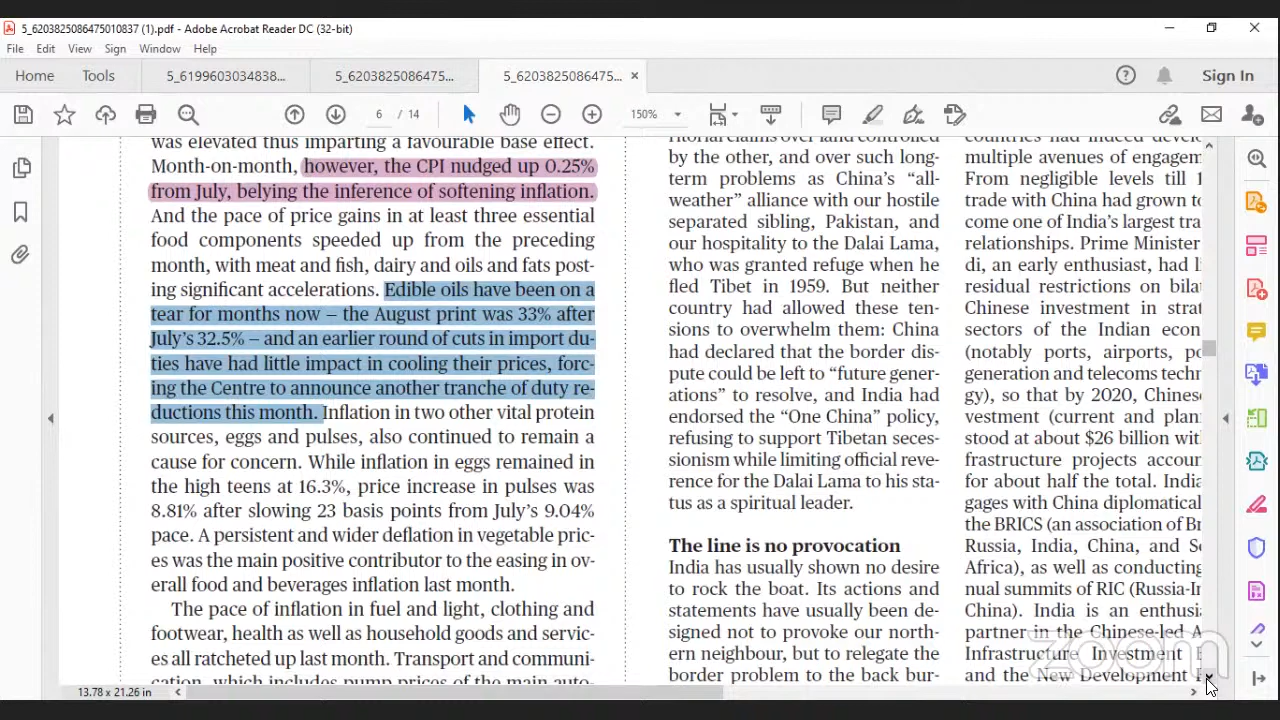 5_6203825086475010837 (1).pdf - Adobe Acrobat Reader DC (32-bit)
File Edit View Sign Window Help
Home Tools 5_6199603034838... 5_6203825086475... 5_6203825086475... × Sign In
6 / 14 150%
was elevated thus imparting a favourable base effect.
Month-on-month, however, the CPI nudged up 0.25%
from July, belying the inference of softening inflation.
And the pace of price gains in at least three essential
food components speeded up from the preceding
month, with meat and fish, dairy and oils and fats post-
ing significant accelerations. Edible oils have been on a
tear for months now – the August print was 33% after
July's 32.5% – and an earlier round of cuts in import du-
ties have had little impact in cooling their prices, forc-
ing the Centre to announce another tranche of duty re-
ductions this month. Inflation in two other vital protein
sources, eggs and pulses, also continued to remain a
cause for concern. While inflation in eggs remained in
the high teens at 16.3%, price increase in pulses was
8.81% after slowing 23 basis points from July's 9.04%
pace. A persistent and wider deflation in vegetable pric-
es was the main positive contributor to the easing in ov-
erall food and beverages inflation last month.
The pace of inflation in fuel and light, clothing and
footwear, health as well as household goods and servic-
es all ratcheted up last month. Transport and communi-
cation, which includes pump prices of the main auto-
claims over land controlled
by the other, and over such long-
term problems as China's "all-
weather" alliance with our hostile
separated sibling, Pakistan, and
our hospitality to the Dalai Lama,
who was granted refuge when he
fled Tibet in 1959. But neither
country had allowed these ten-
sions to overwhelm them: China
had declared that the border dis-
pute could be left to "future gener-
ations" to resolve, and India had
endorsed the "One China" policy,
refusing to support Tibetan seces-
sionism while limiting official reve-
rence for the Dalai Lama to his sta-
tus as a spiritual leader.
The line is no provocation
India has usually shown no desire
to rock the boat. Its actions and
statements have usually been de-
signed not to provoke our north-
ern neighbour, but to relegate the
border problem to the back bur-
countries had induced
multiple avenues of engagem
From negligible levels till 1
trade with China had grown to
come one of India's largest tra
relationships. Prime Minister
di, an early enthusiast, had
residual restrictions on bila
Chinese investment in strat
sectors of the Indian econ
(notably ports, airports, po
generation and telecoms techn
gy), so that by 2020, Chines
vestment (current and plan
stood at about $26 billion wit
frastructure projects accoun
for about half the total. India
gages with China diplomatical
the BRICS (an association of Br
Russia, India, China, and So
Africa), as well as conducting
nual summits of RIC (Russia-In
China). India is an enthusia
partner in the Chinese-led A
Infrastructure Investment B
and the New Development
zoom
13.78 x 21.26 in